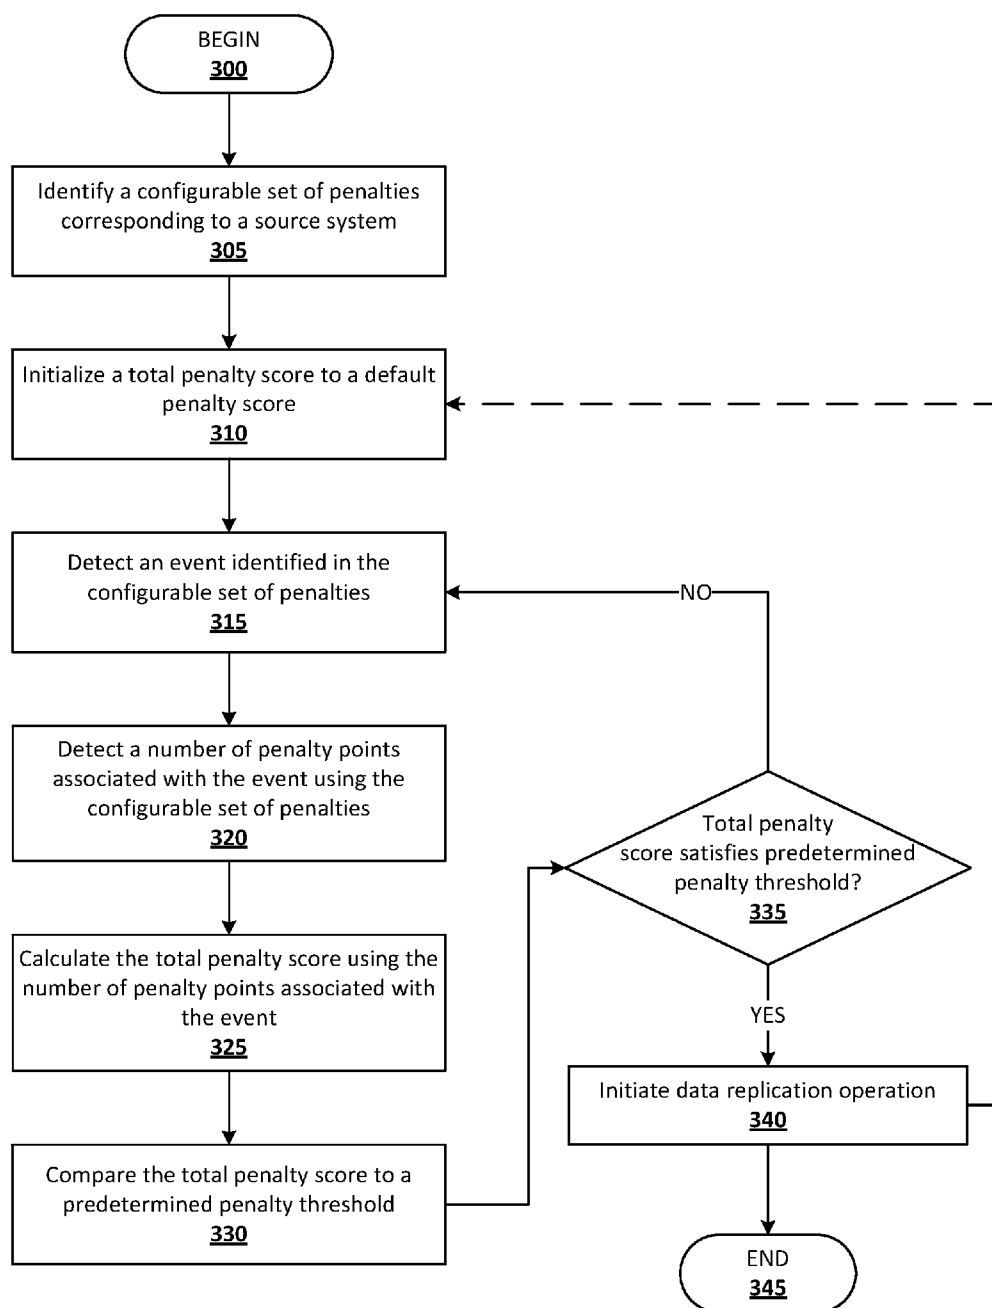 BEGIN
300
Identify a configurable set of penalties
corresponding to a source system
305
Initialize a total penalty score to a default
penalty score
310
Detect an event identified in the
configurable set of penalties
315
Detect a number of penalty points
associated with the event using the
configurable set of penalties
320
Calculate the total penalty score using the
number of penalty points associated with
the event
325
Compare the total penalty score to a
predetermined penalty threshold
330
NO
Total penalty
score satisfies predetermined
penalty threshold?
335
YES
Initiate data replication operation
340
END
345